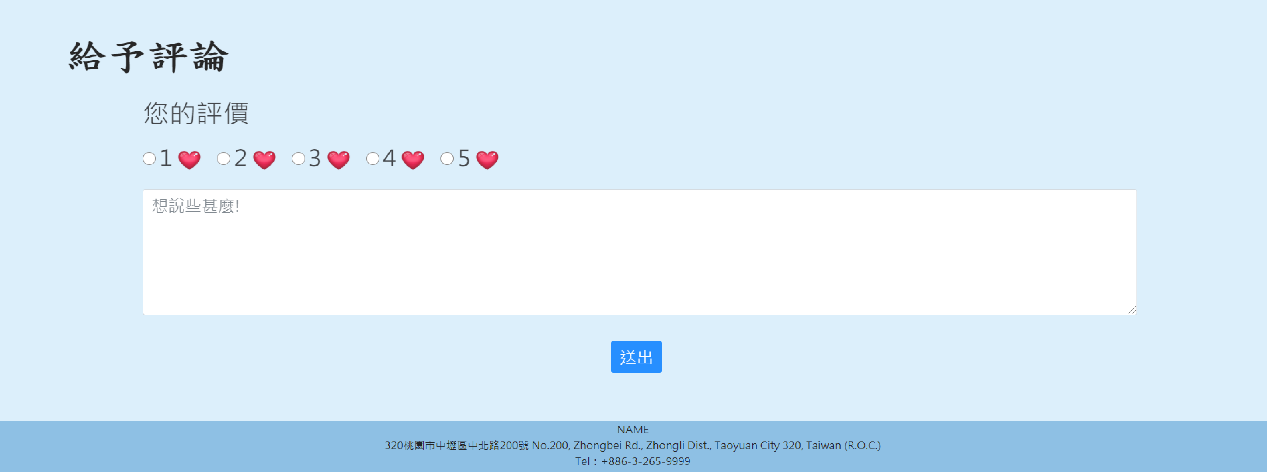 給予評論
您的評價
1 2 3 4 5
想說些甚麼!
送出
NAME
320桃園市中壢區中北路200號 No.200, Zhongbei Rd., Zhongli Dist., Taoyuan City 320, Taiwan (R.O.C.)
Tel：+886-3-265-9999